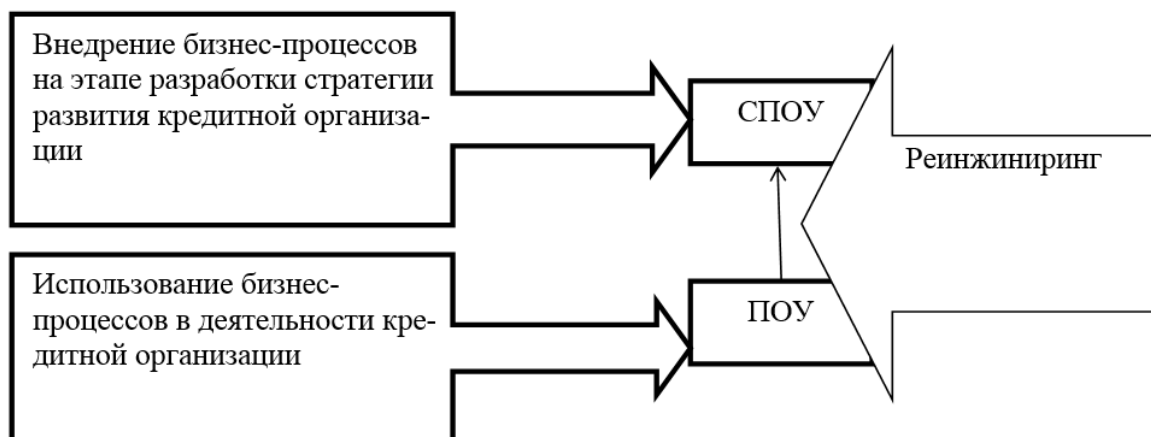 Внедрение бизнес-процессов
на этапе разработки стратегии
развития кредитной организа-
ции
СПОУ
Реинжиниринг
Использование бизнес-
процессов в деятельности кре-
дитной организации
ПОУ